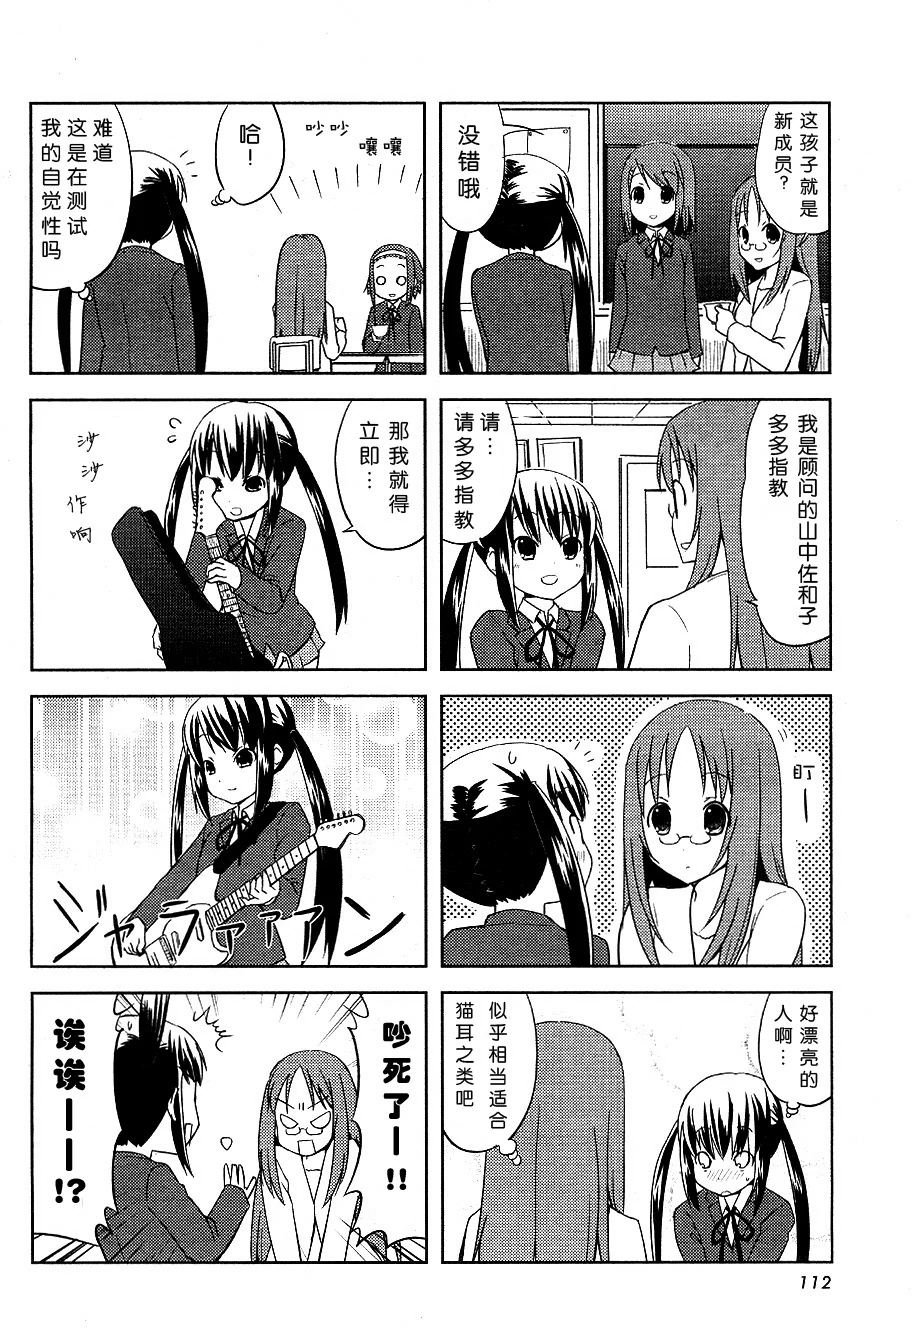 这孩子就是
新成员?
没错哦
我是顾问的山中佐和子
多多指教
请…
请多多指教
盯—
好漂亮的
人啊…
似乎相当适合
猫耳之类吧
吵吵
嚷嚷
哈!
难道
这是在测试
我的自觉性
吗
那我就得
立即…
沙沙作响
ジャラァァァァン
吵死了—!!
诶诶——!?
112